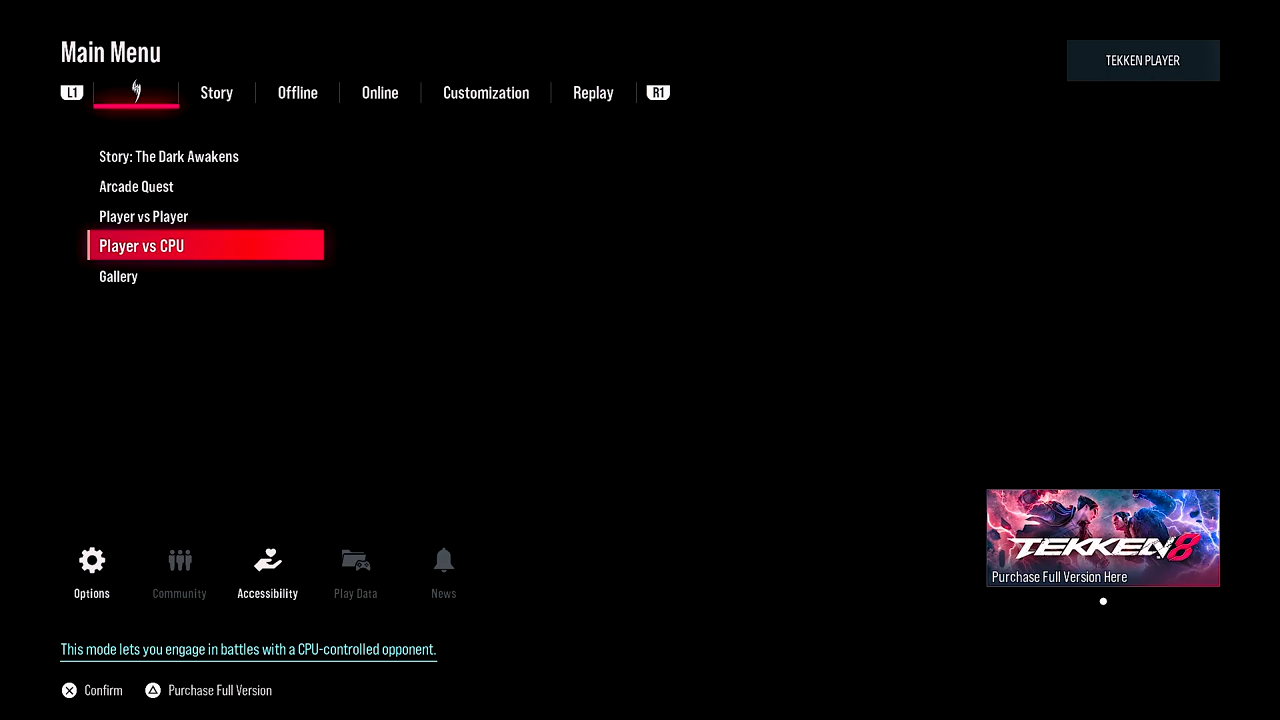 Main Menu
TEKKEN PLAYER
L1 Story Offline Online Customization Replay R1
Story: The Dark Awakens
Arcade Quest
Player vs Player
Player vs CPU
Gallery
TEKKEN 8
Purchase Full Version Here
Options Community Accessibility Play Data News
This mode lets you engage in battles with a CPU-controlled opponent.
Confirm Purchase Full Version